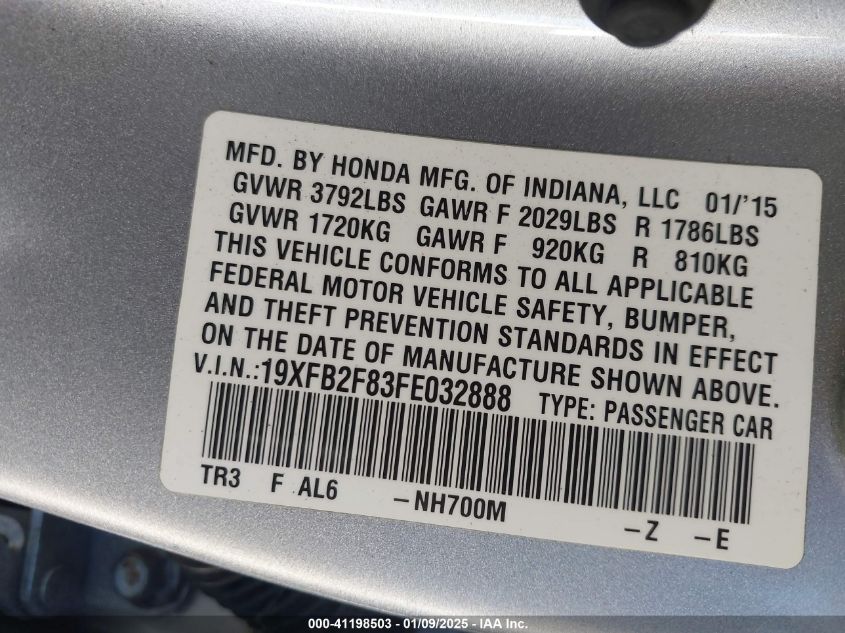 MFD. BY HONDA MFG. OF INDIANA, LLC 01/'15
GVWR 3792LBS GAWR F 2029LBS R 1786LBS
GVWR 1720KG GAWR F 920KG R 810KG
THIS VEHICLE CONFORMS TO ALL APPLICABLE
FEDERAL MOTOR VEHICLE SAFETY, BUMPER,
AND THEFT PREVENTION STANDARDS IN EFFECT
ON THE DATE OF MANUFACTURE SHOWN ABOVE.
V.I.N.:19XFB2F83FE032888 TYPE: PASSENGER CAR
TR3 F AL6 -NH700M -Z -E
000-41198503 - 01/09/2025 - IAA Inc.